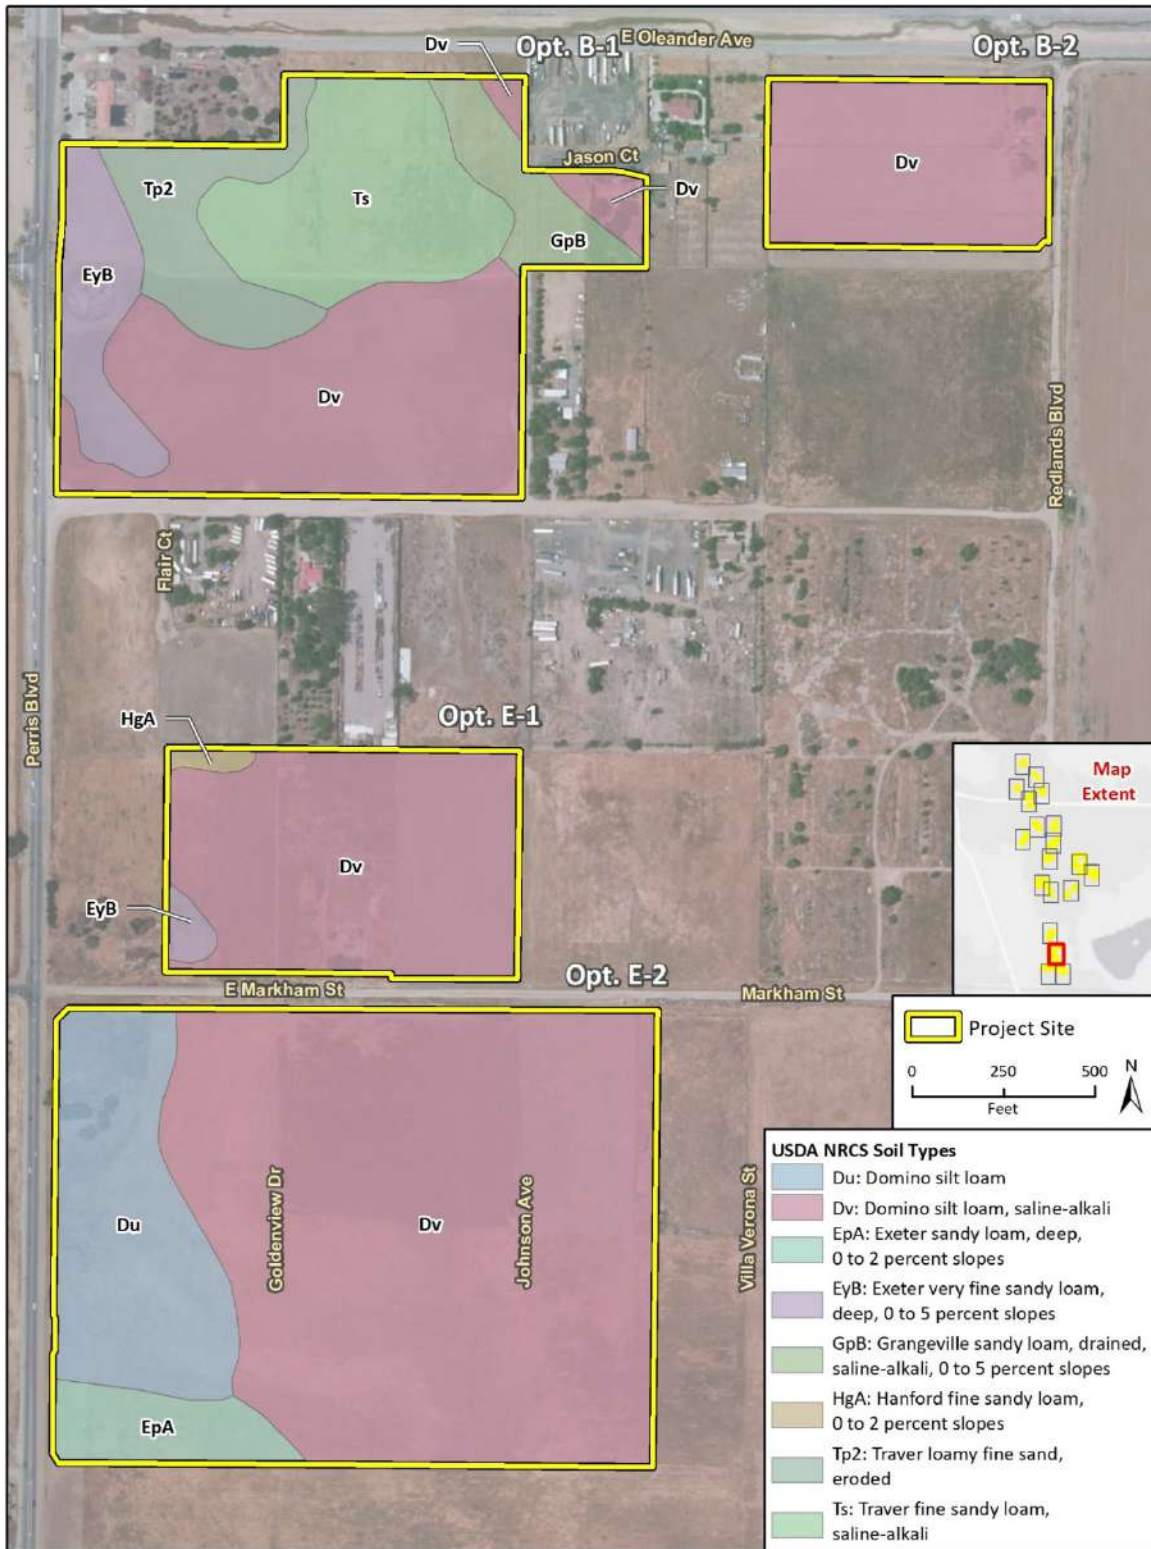 E Oleander Ave
Opt. B-1
Opt. B-2
Dv
Jason Ct
Dv
Dv
Tp2
Ts
GpB
EyB
Dv
Redlands Blvd
Flair Ct
Perris Blvd
HgA
Opt. E-1
Dv
EyB
Map
Extent
Opt. E-2
E Markham St
Markham St
Project Site
0 250 500
Feet
N
Du
Goldenview Dr
Dv
Johnson Ave
Villa Verona St
EpA
USDA NRCS Soil Types
Du: Domino silt loam
Dv: Domino silt loam, saline-alkali
EpA: Exeter sandy loam, deep,
0 to 2 percent slopes
EyB: Exeter very fine sandy loam,
deep, 0 to 5 percent slopes
GpB: Grangeville sandy loam, drained,
saline-alkali, 0 to 5 percent slopes
HgA: Hanford fine sandy loam,
0 to 2 percent slopes
Tp2: Traver loamy fine sand,
eroded
Ts: Traver fine sandy loam,
saline-alkali